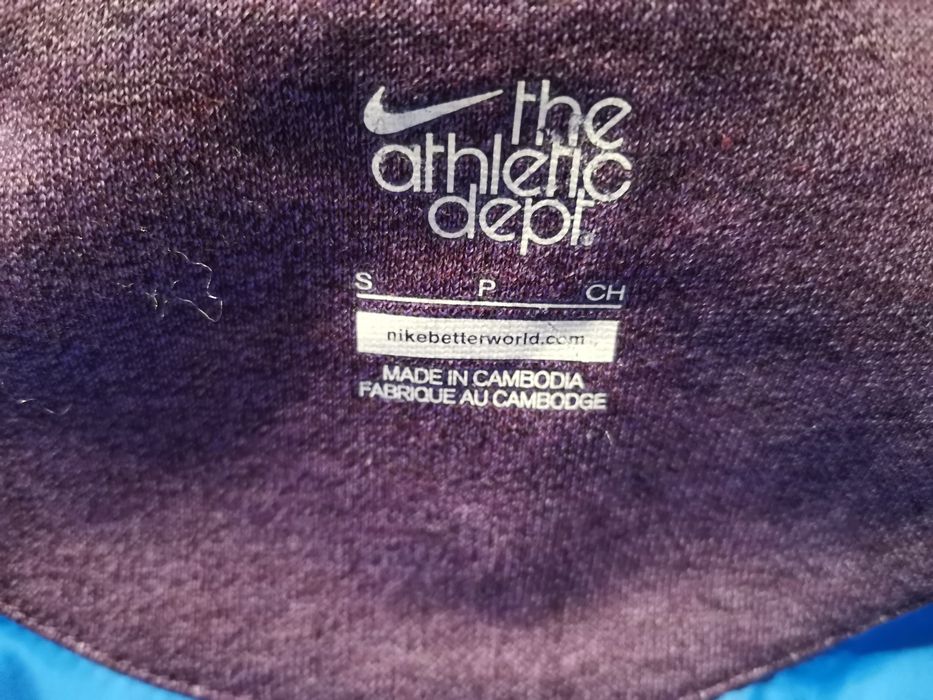 the
athletic
dept.
S P CH
nikebetterworld.com
MADE IN CAMBODIA
FABRIQUE AU CAMBODGE